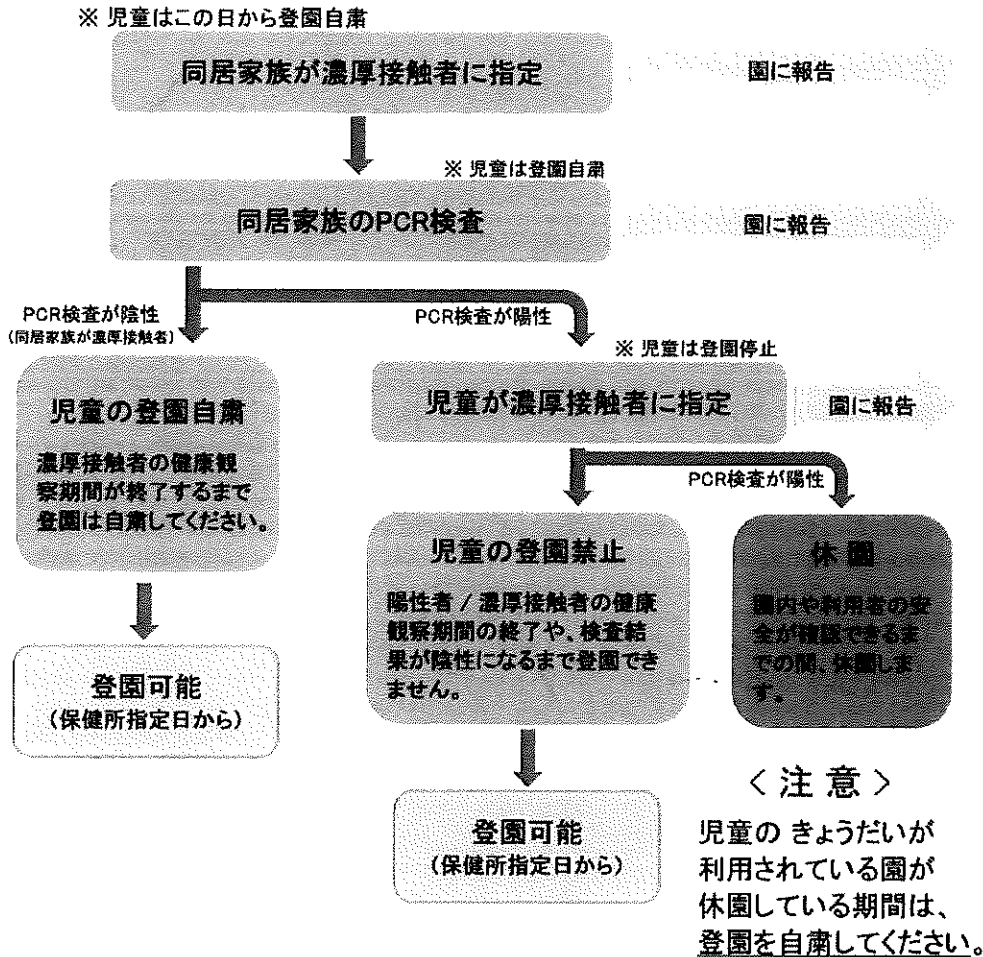 ※ 児童はこの日から登園自粛
同居家族が濃厚接触者に指定
園に報告
※ 児童は登園自粛
同居家族のPCR検査
園に報告
PCR検査が陰性
(同居家族が濃厚接触者)
PCR検査が陽性
※ 児童は登園停止
児童の登園自粛
濃厚接触者の健康観
察期間が終了するまで
登園は自粛してください。
児童が濃厚接触者に指定
園に報告
PCR検査が陽性
児童の登園禁止
陽性者 / 濃厚接触者の健康
観察期間の終了や、検査結
果が陰性になるまで登園でき
ません。
休園
園内や利用者の安
全が確認できるま
での間、休園しま
す。
登園可能
(保健所指定日から)
登園可能
(保健所指定日から)
< 注 意 >
児童の きょうだいが
利用されている園が
休園している期間は、
登園を自粛してください。